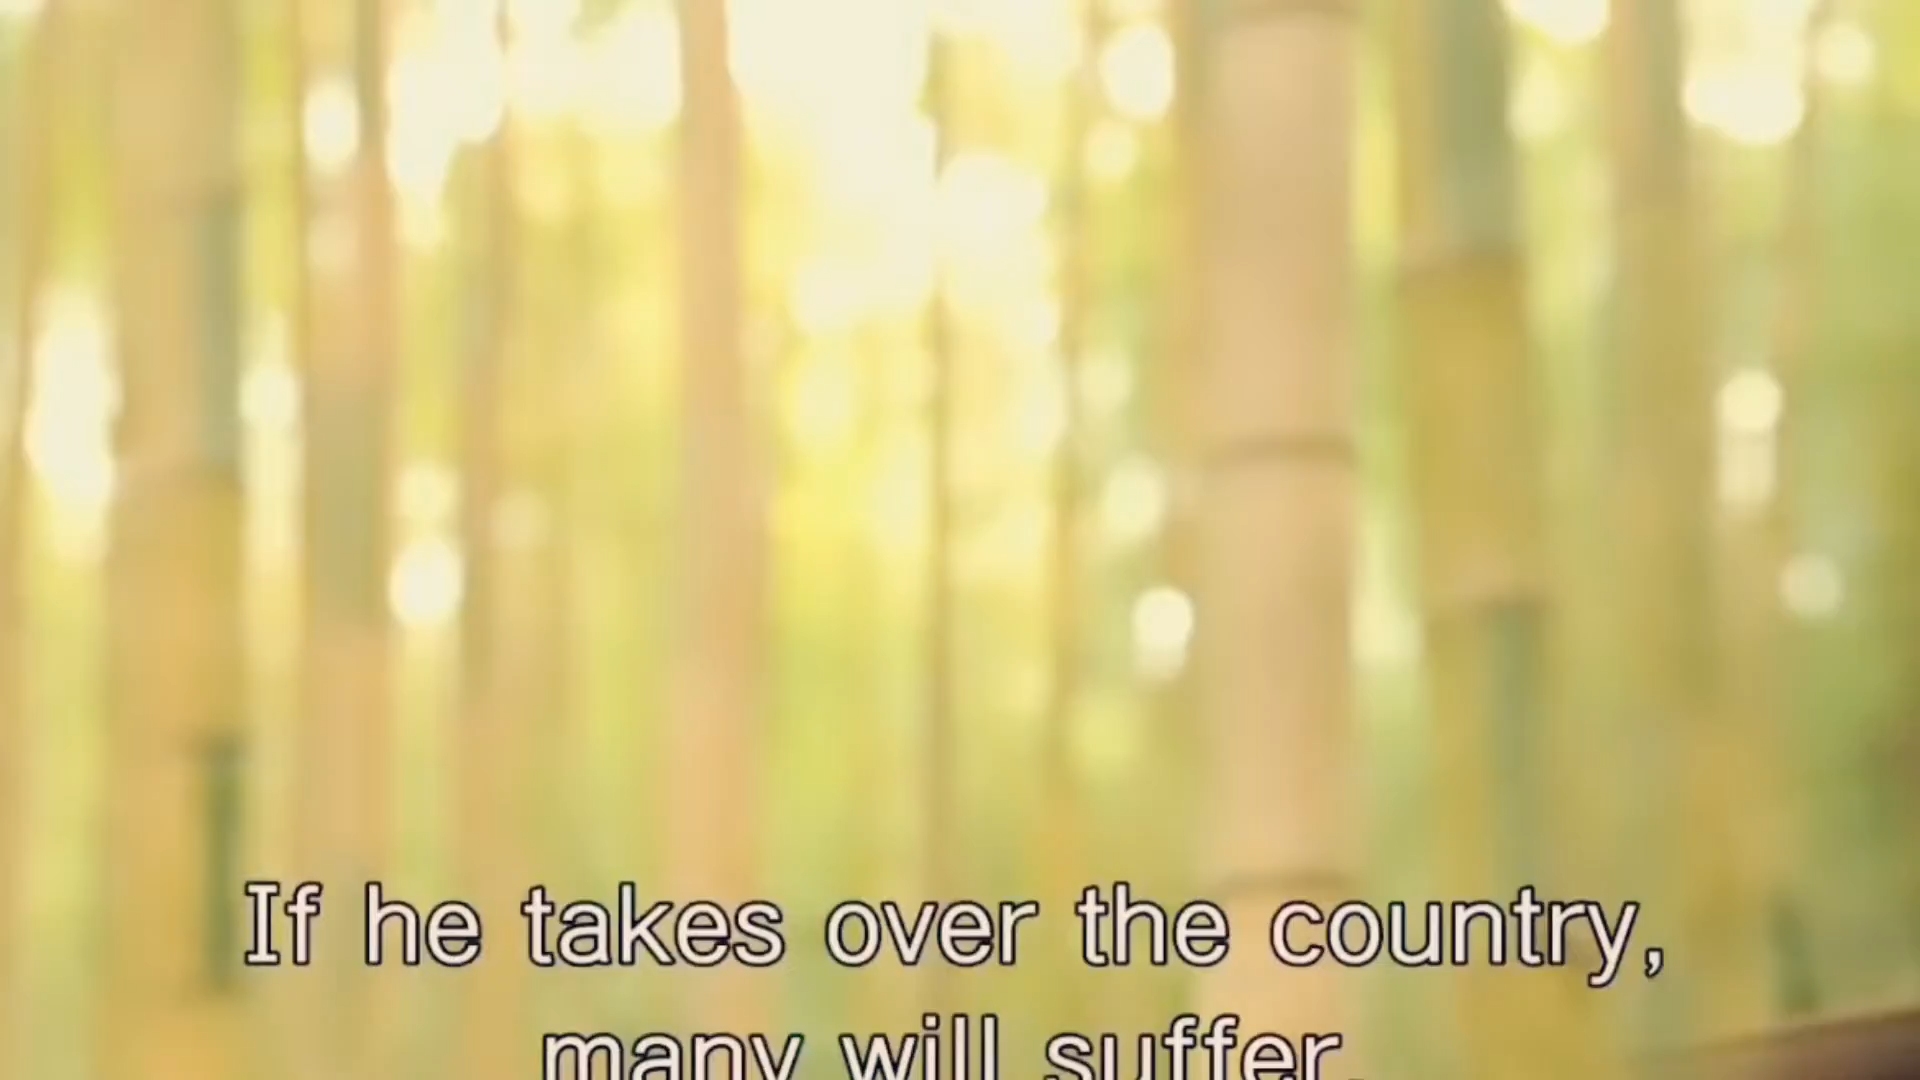 If he takes over the country,
many will suffer.